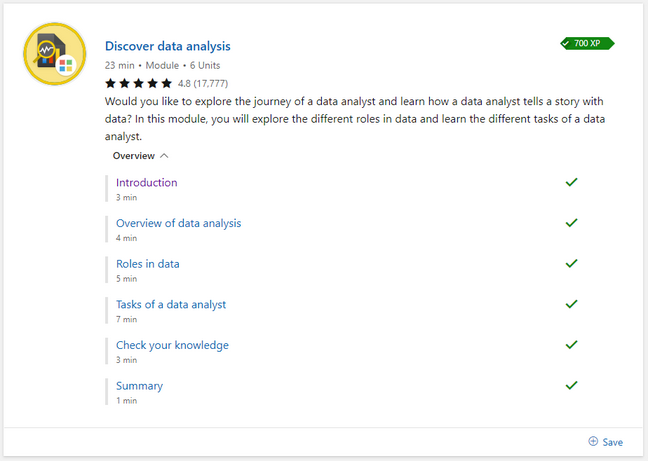 Discover data analysis
700 XP
23 min • Module • 6 Units
4.8 (17,777)
Would you like to explore the journey of a data analyst and learn how a data analyst tells a story with
data? In this module, you will explore the different roles in data and learn the different tasks of a data
analyst.
Overview
Introduction
3 min
Overview of data analysis
4 min
Roles in data
5 min
Tasks of a data analyst
7 min
Check your knowledge
3 min
Summary
1 min
Save